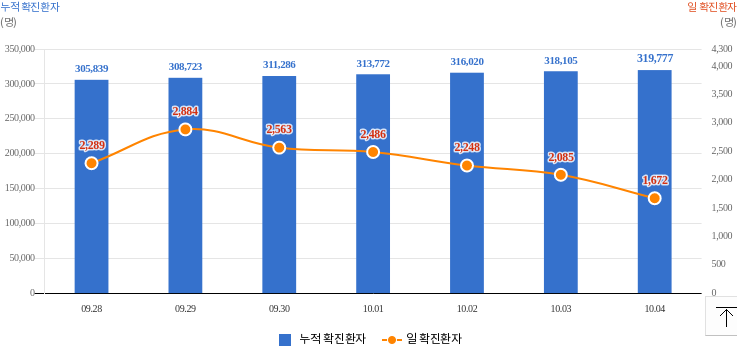 누적 확진환자 일 확진환자
(명) (명)
350,000 4,300
300,000 4,000
250,000 3,500
200,000 3,000
150,000 2,500
100,000 2,000
50,000 1,500
0 1,000
500
0
305,839 308,723 311,286 313,772 316,020 318,105 319,777
2,289 2,884 2,563 2,486 2,248 2,085 1,672
09.28 09.29 09.30 10.01 10.02 10.03 10.04
누적 확진환자 일 확진환자